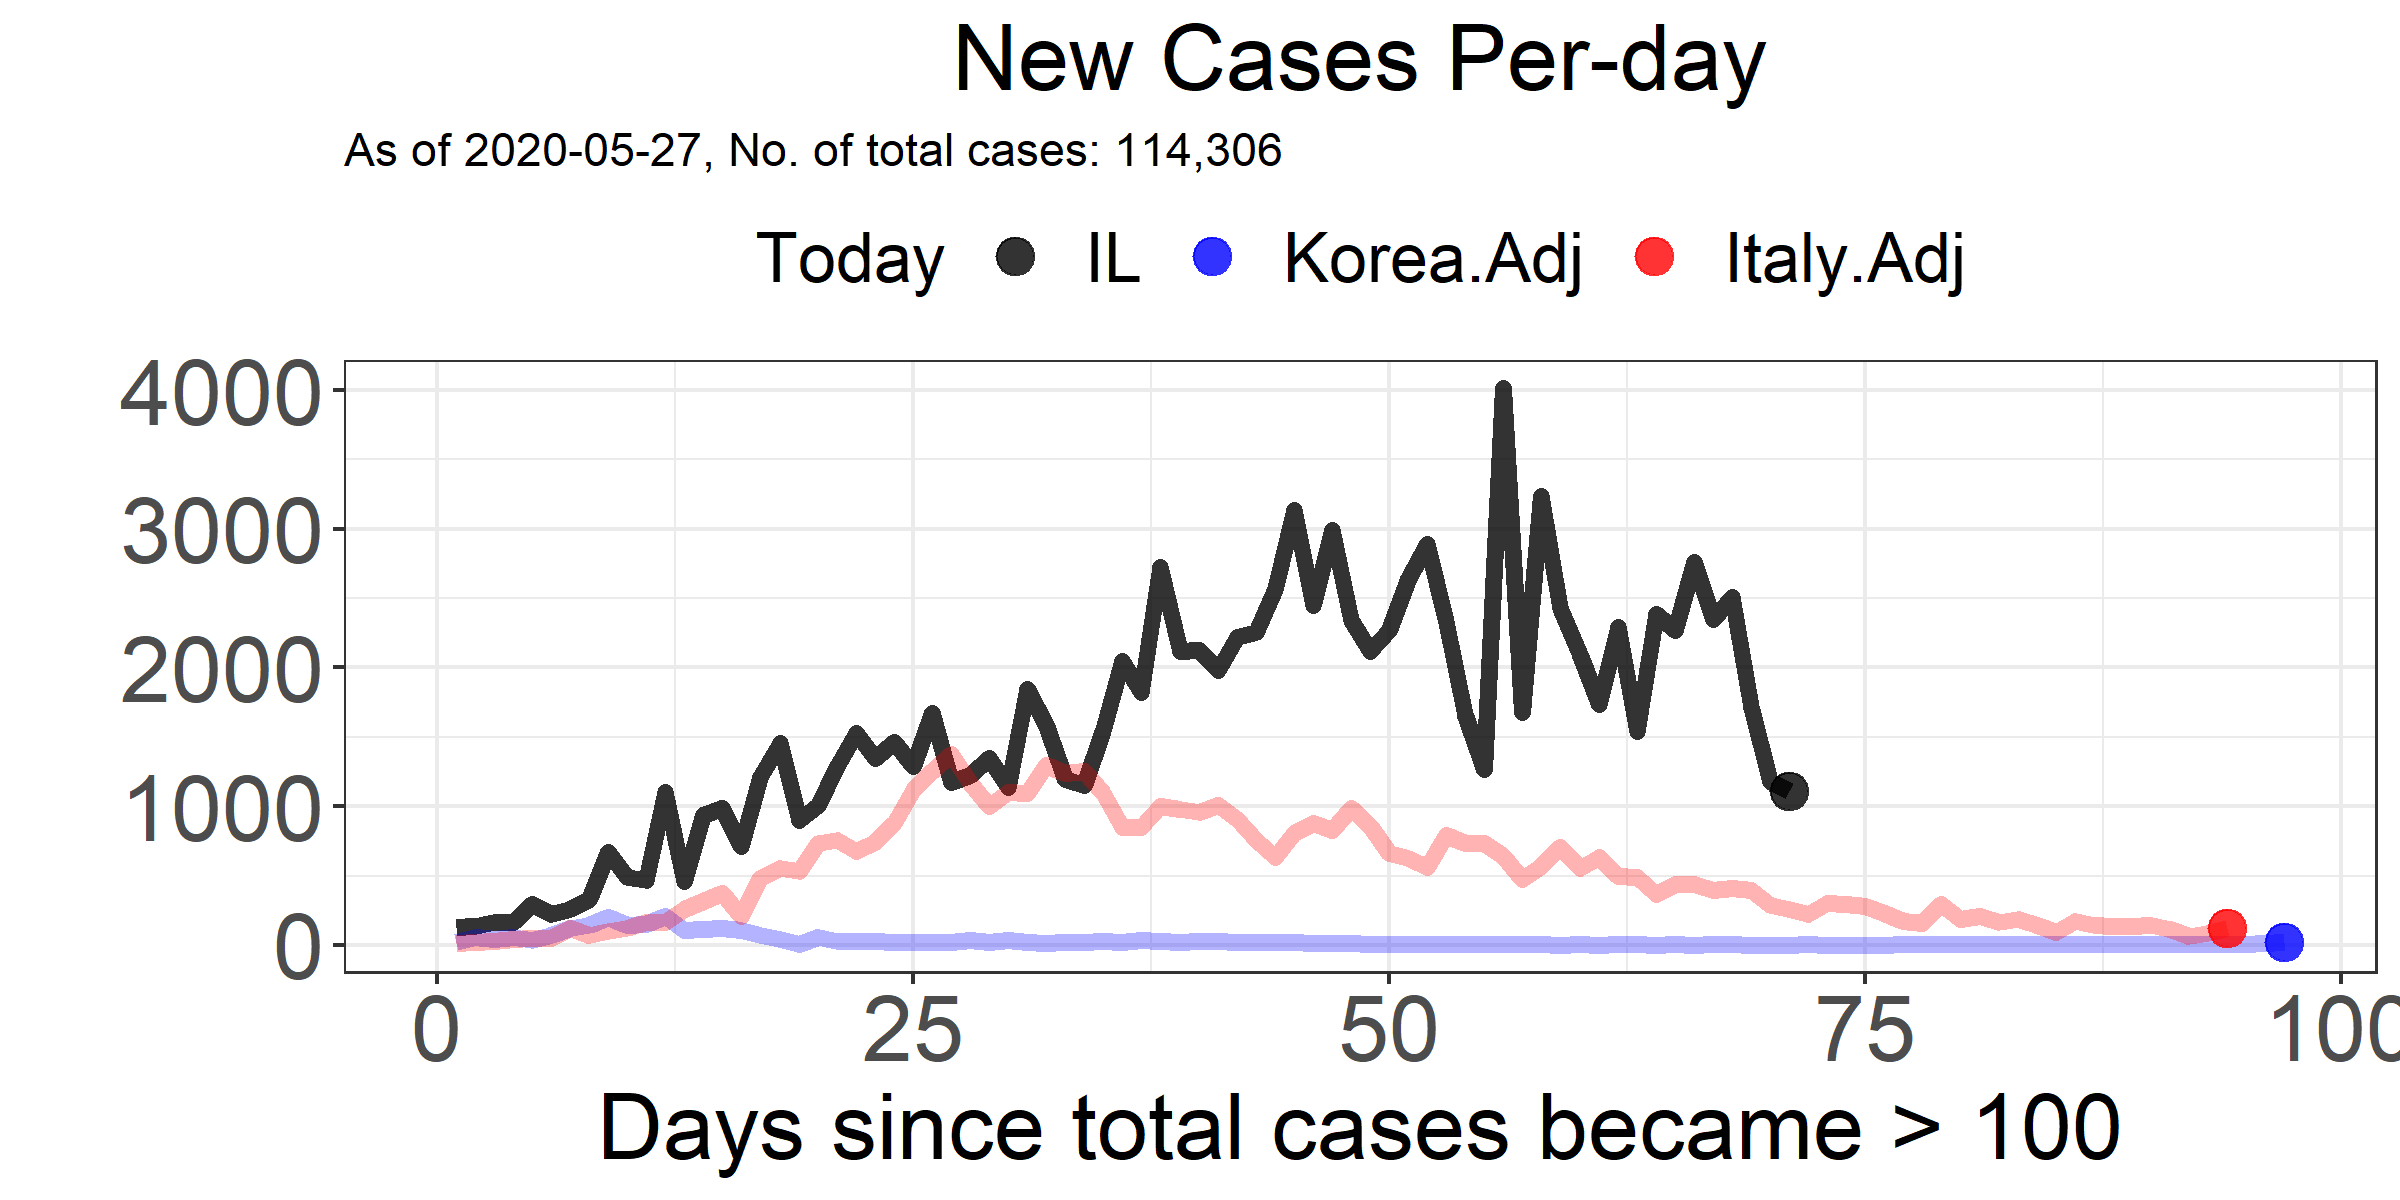 New Cases Per-day
As of 2020-05-27, No. of total cases: 114,306
Today IL Korea.Adj Italy.Adj
4000
3000
2000
1000
0
0 25 50 75 100
Days since total cases became > 100